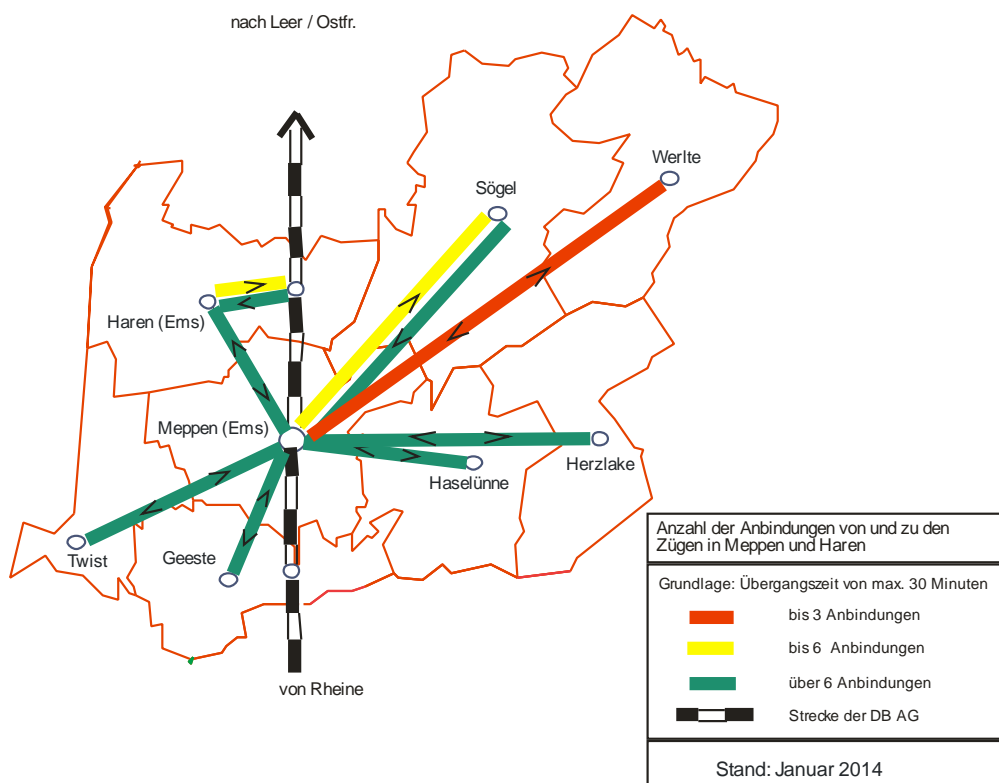 nach Leer / Ostfr.
Werlte
Sögel
Haren (Ems)
Meppen (Ems)
Herzlake
Haselünne
Twist
Geeste
von Rheine
Anzahl der Anbindungen von und zu den
Zügen in Meppen und Haren
Grundlage: Übergangszeit von max. 30 Minuten
bis 3 Anbindungen
bis 6 Anbindungen
über 6 Anbindungen
Strecke der DB AG
Stand: Januar 2014